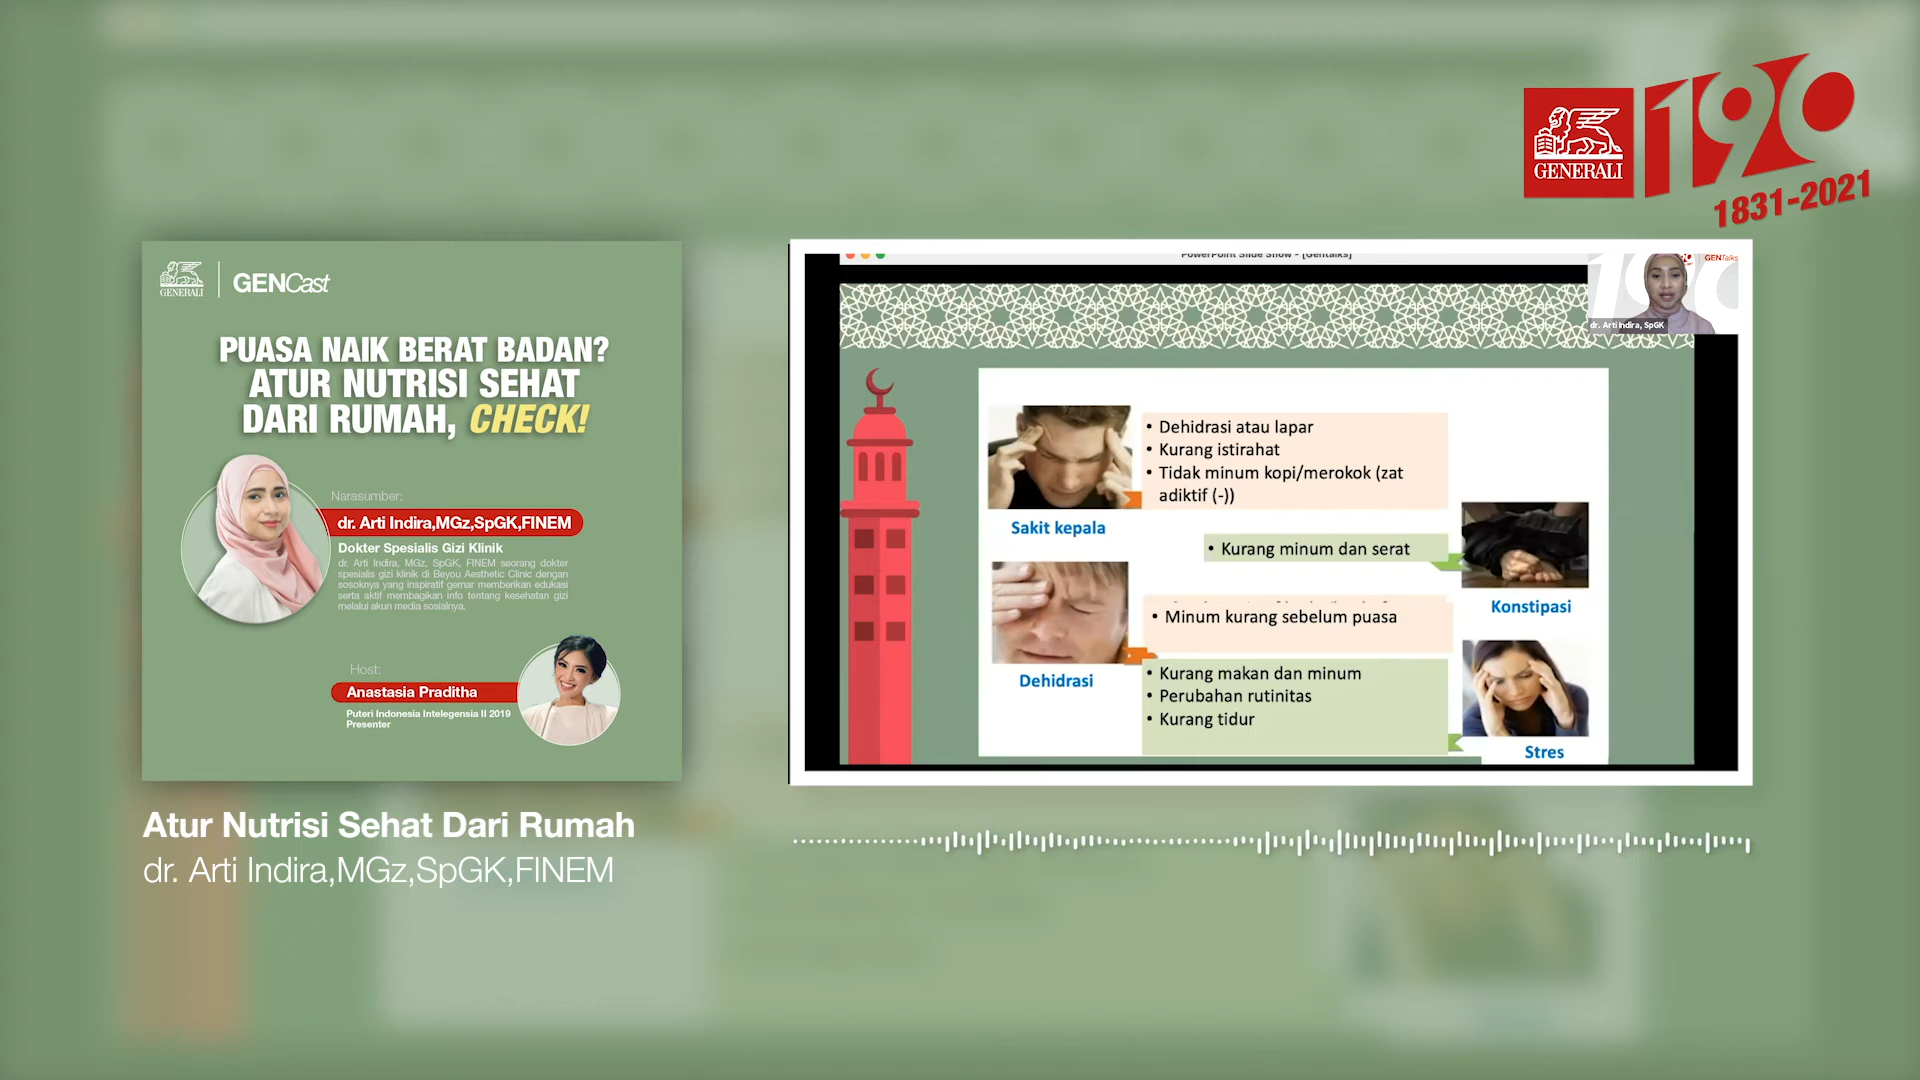 GENERALI
190
1831-2021
GENERALI
GENCast
PUASA NAIK BERAT BADAN?
ATUR NUTRISI SEHAT
DARI RUMAH, CHECK!
Narasumber:
dr. Arti Indira,MGz,SpGK,FINEM
Dokter Spesialis Gizi Klinik
dr. Arti Indira, MGz, SpGK, FINEM seorang dokter
spesialis gizi klinik di Beyou Aesthetic Clinic dengan
sosoknya yang inspiratif gemar memberikan edukasi
serta aktif membagikan info tentang kesehatan gizi
melalui akun media sosialnya.
Host:
Anastasia Praditha
Puteri Indonesia Intelegensia II 2019
Presenter
Atur Nutrisi Sehat Dari Rumah
dr. Arti Indira,MGz,SpGK,FINEM
PowerPoint Slide Show - [Gentalks]
GENTalks
dr. Arti Indira, SpGK
• Dehidrasi atau lapar
• Kurang istirahat
• Tidak minum kopi/merokok (zat
adiktif (-))
Sakit kepala
• Kurang minum dan serat
Konstipasi
• Minum kurang sebelum puasa
Dehidrasi
• Kurang makan dan minum
• Perubahan rutinitas
• Kurang tidur
Stres